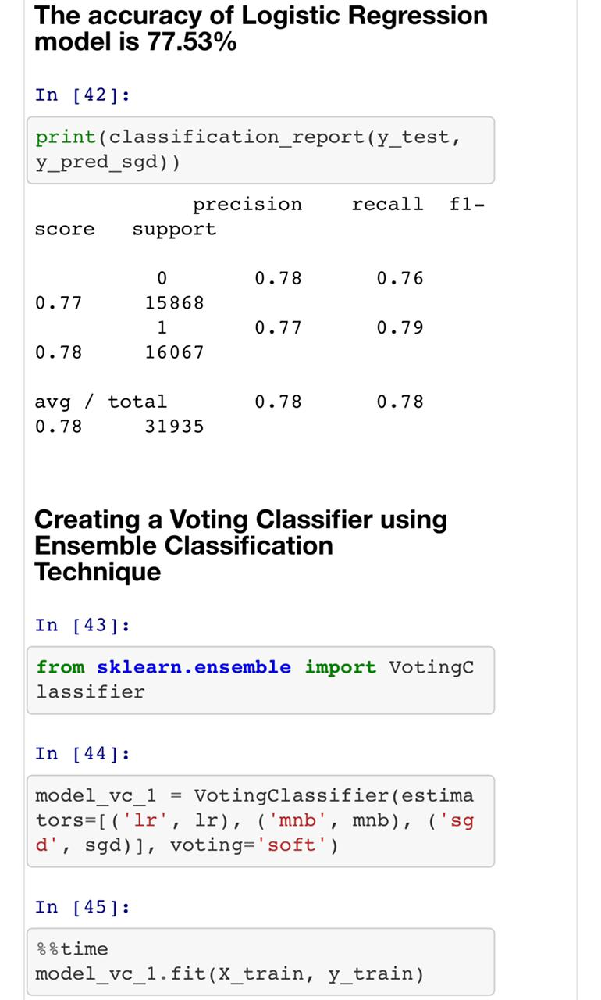 The accuracy of Logistic Regression
model is 77.53%
In [42]:
print(classification_report(y_test,
y_pred_sgd))
precision recall f1-
score support
0 0.78 0.76
0.77 15868
1 0.77 0.79
0.78 16067
avg / total 0.78 0.78
0.78 31935
Creating a Voting Classifier using
Ensemble Classification
Technique
In [43]:
from sklearn.ensemble import VotingC
lassifier
In [44]:
model_vc_1 = VotingClassifier(estima
tors=[('lr', lr), ('mnb', mnb), ('sg
d', sgd)], voting='soft')
In [45]:
%%time
model_vc_1.fit(X_train, y_train)